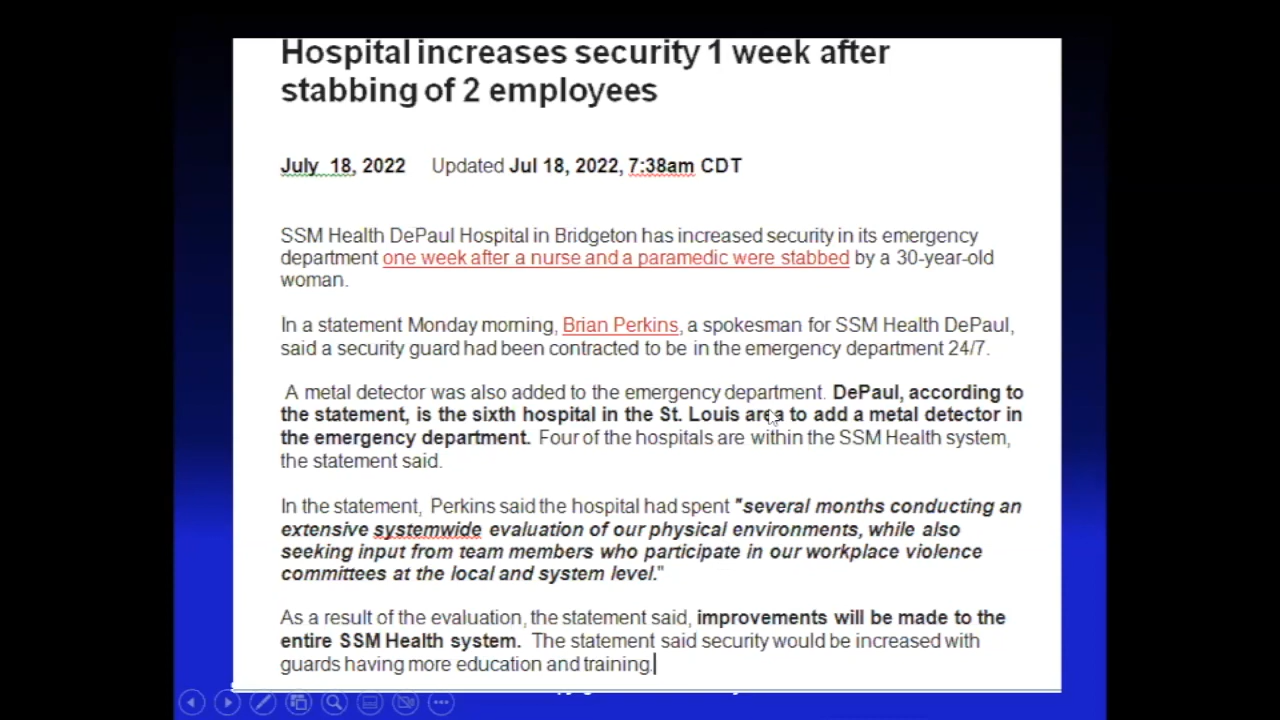 Hospital increases security 1 week after
stabbing of 2 employees
July 18, 2022 Updated Jul 18, 2022, 7:38am CDT
SSM Health DePaul Hospital in Bridgeton has increased security in its emergency
department one week after a nurse and a paramedic were stabbed by a 30-year-old
woman.
In a statement Monday morning, Brian Perkins, a spokesman for SSM Health DePaul,
said a security guard had been contracted to be in the emergency department 24/7.
A metal detector was also added to the emergency department. DePaul, according to
the statement, is the sixth hospital in the St. Louis area to add a metal detector in
the emergency department. Four of the hospitals are within the SSM Health system,
the statement said.
In the statement, Perkins said the hospital had spent "several months conducting an
extensive systemwide evaluation of our physical environments, while also
seeking input from team members who participate in our workplace violence
committees at the local and system level."
As a result of the evaluation, the statement said, improvements will be made to the
entire SSM Health system. The statement said security would be increased with
guards having more education and training.